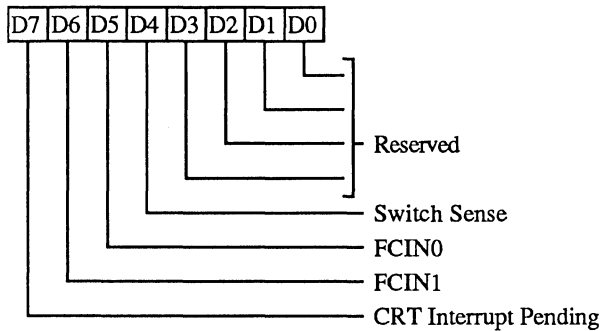 D7 D6 D5 D4 D3 D2 D1 D0
Reserved
Switch Sense
FCIN0
FCIN1
CRT Interrupt Pending